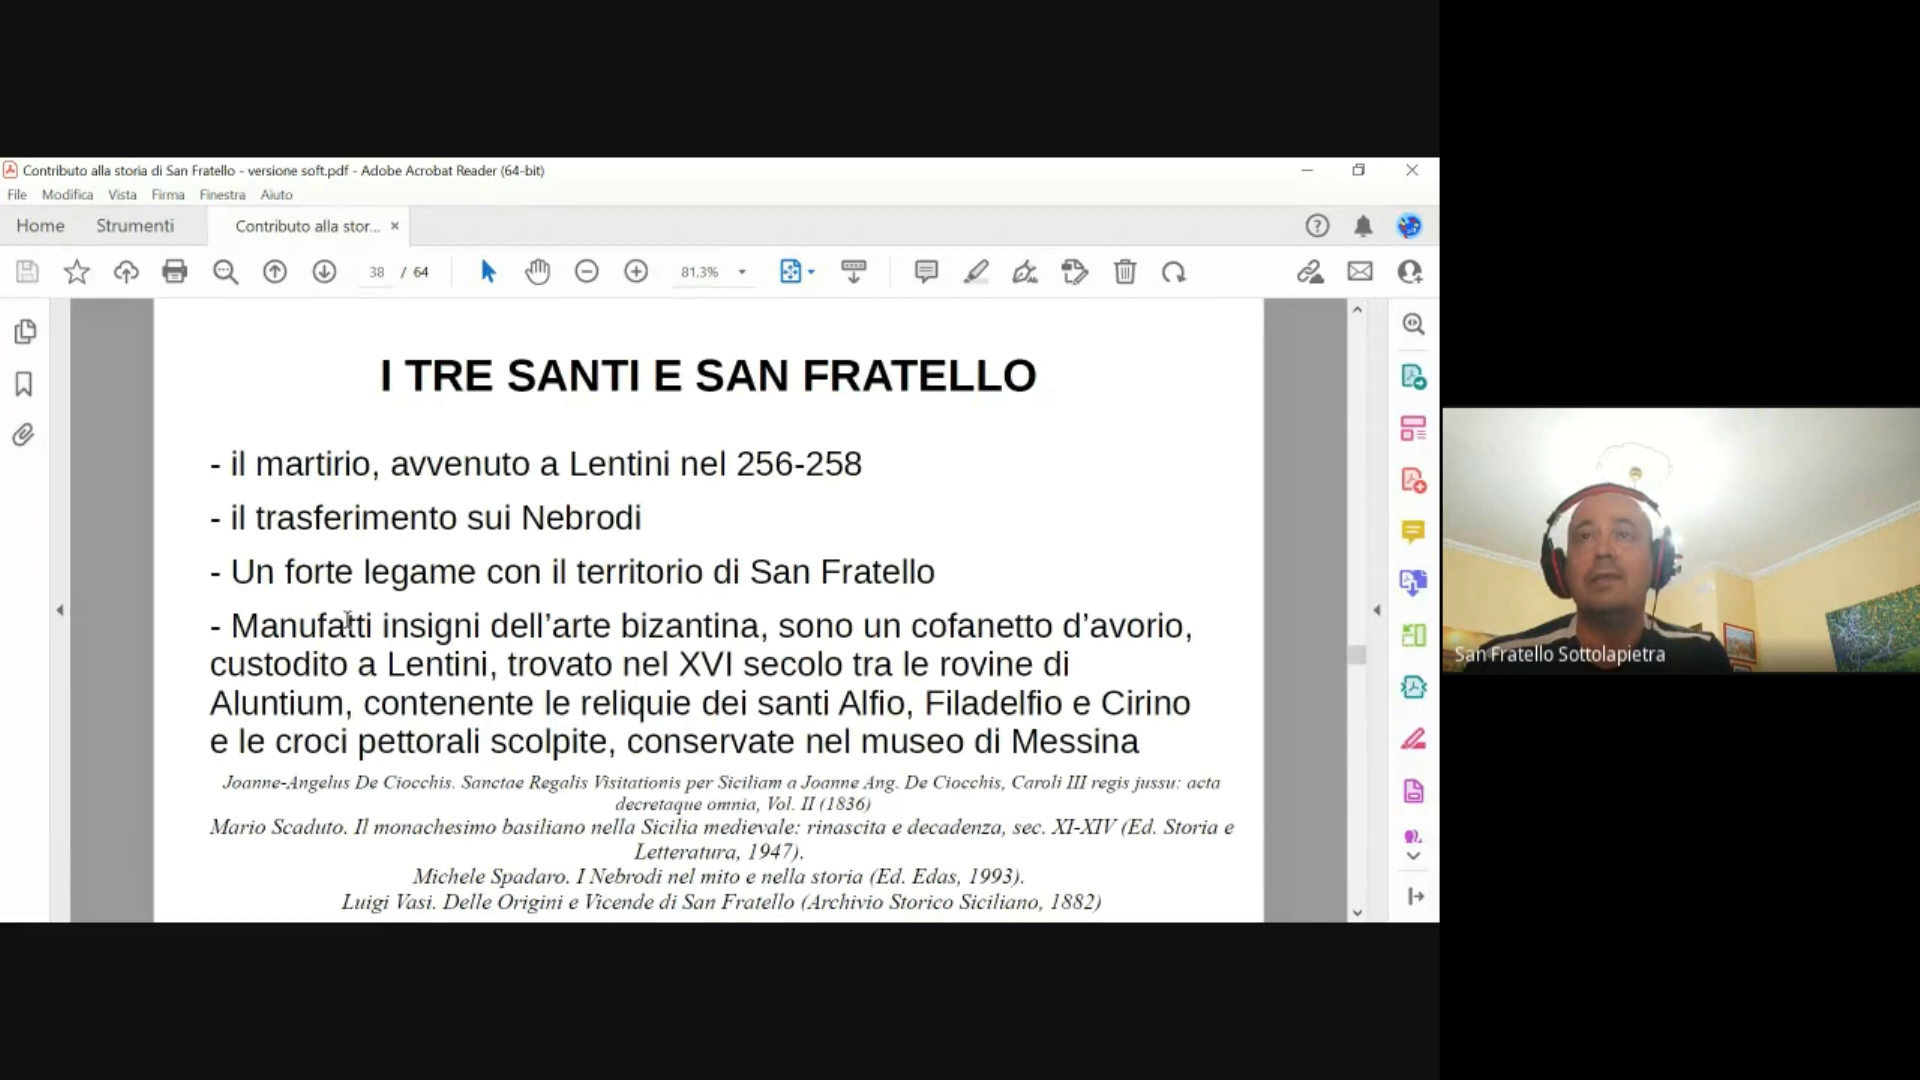 Contributo alla storia di San Fratello - versione soft.pdf - Adobe Acrobat Reader (64-bit)
File Modifica Vista Firma Finestra Aiuto
Home Strumenti Contributo alla stor... ×
38 / 64 81,3%
I TRE SANTI E SAN FRATELLO
- il martirio, avvenuto a Lentini nel 256-258
- il trasferimento sui Nebrodi
- Un forte legame con il territorio di San Fratello
- Manufatti insigni dell’arte bizantina, sono un cofanetto d’avorio,
custodito a Lentini, trovato nel XVI secolo tra le rovine di
Aluntium, contenente le reliquie dei santi Alfio, Filadelfio e Cirino
e le croci pettorali scolpite, conservate nel museo di Messina
Joanne-Angelus De Ciocchis. Sanctae Regalis Visitationis per Siciliam a Joanne Ang. De Ciocchis, Caroli III regis jussu: acta
decretaque omnia, Vol. II (1836)
Mario Scaduto. Il monachesimo basiliano nella Sicilia medievale: rinascita e decadenza, sec. XI-XIV (Ed. Storia e
Letteratura, 1947).
Michele Spadaro. I Nebrodi nel mito e nella storia (Ed. Edas, 1993).
Luigi Vasi. Delle Origini e Vicende di San Fratello (Archivio Storico Siciliano, 1882)
San Fratello Sottolapietra